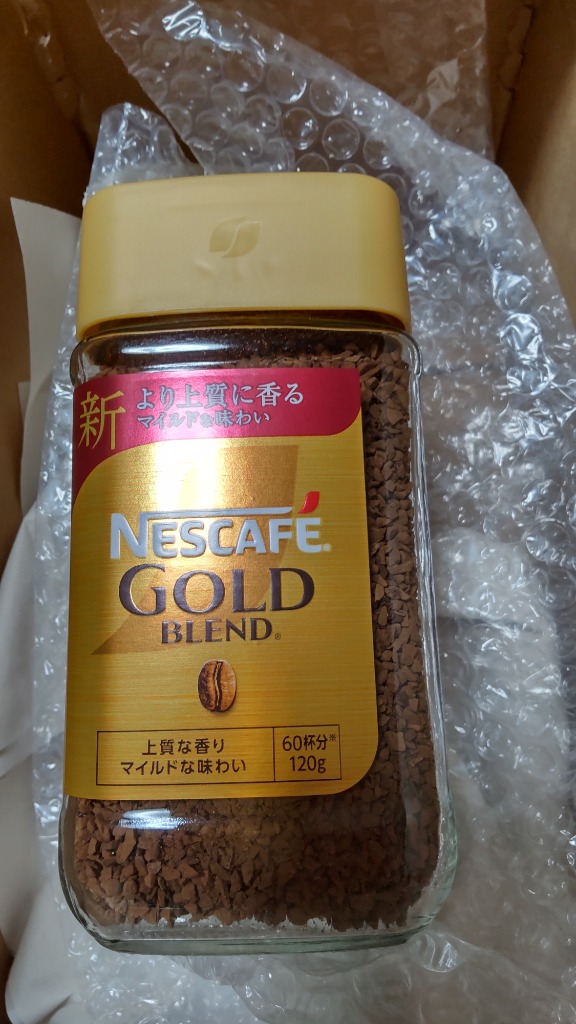 新
より上質に香る
マイルドな味わい
NESCAFÉ®
GOLD
BLEND®
上質な香り
マイルドな味わい
60杯分※
120g